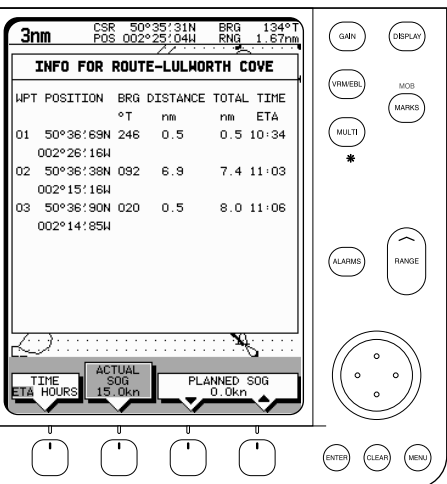 3nm CSR 50°35'.31N BRG 134°T
POS 002°25'.04W RNG 1.67nm
INFO FOR ROUTE-LULWORTH COVE
WPT POSITION BRG DISTANCE TOTAL TIME
°T nm nm ETA
01 50°36'.69N 246 0.5 0.5 10:34
002°26'.16W
02 50°36'.38N 092 6.9 7.4 11:03
002°15'.16W
03 50°36'.90N 020 0.5 8.0 11:06
002°14'.85W
TIME
ETA HOURS
ACTUAL
SOG
15.0kn
PLANNED SOG
0.0kn
GAIN
DISPLAY
VRM/EBL
MOB
MARKS
MULTI
ALARMS
RANGE
ENTER
CLEAR
MENU